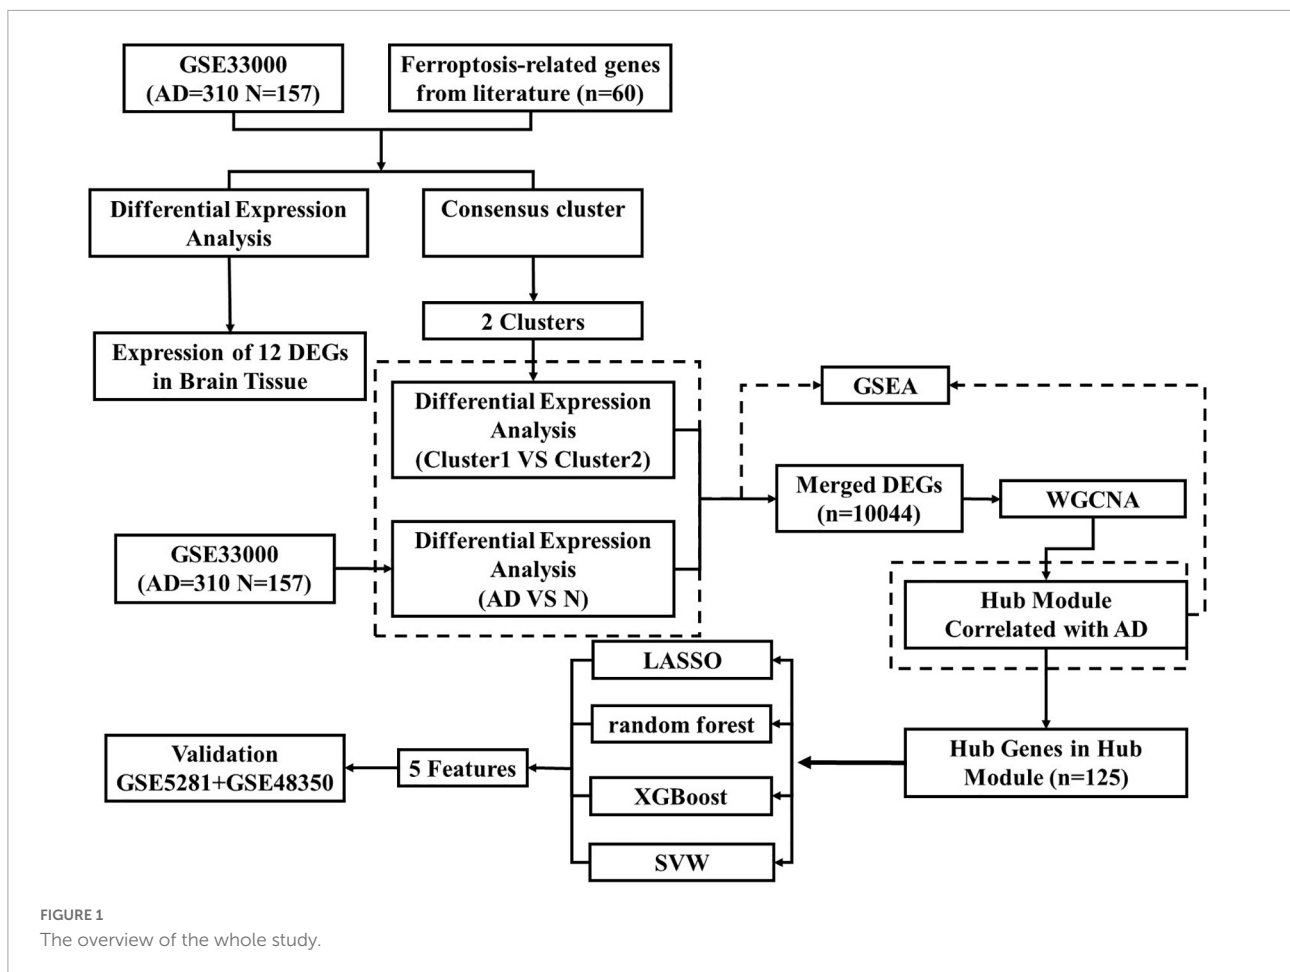 GSE33000
(AD=310 N=157)
Ferroptosis-related genes
from literature (n=60)
Differential Expression
Analysis
Consensus cluster
2 Clusters
Expression of 12 DEGs
in Brain Tissue
Differential Expression
Analysis
(Cluster1 VS Cluster2)
GSEA
Merged DEGs
(n=10044)
WGCNA
GSE33000
(AD=310 N=157)
Differential Expression
Analysis
(AD VS N)
Hub Module
Correlated with AD
LASSO
random forest
XGBoost
SVW
Hub Genes in Hub
Module (n=125)
5 Features
Validation
GSE5281+GSE48350
FIGURE 1
The overview of the whole study.